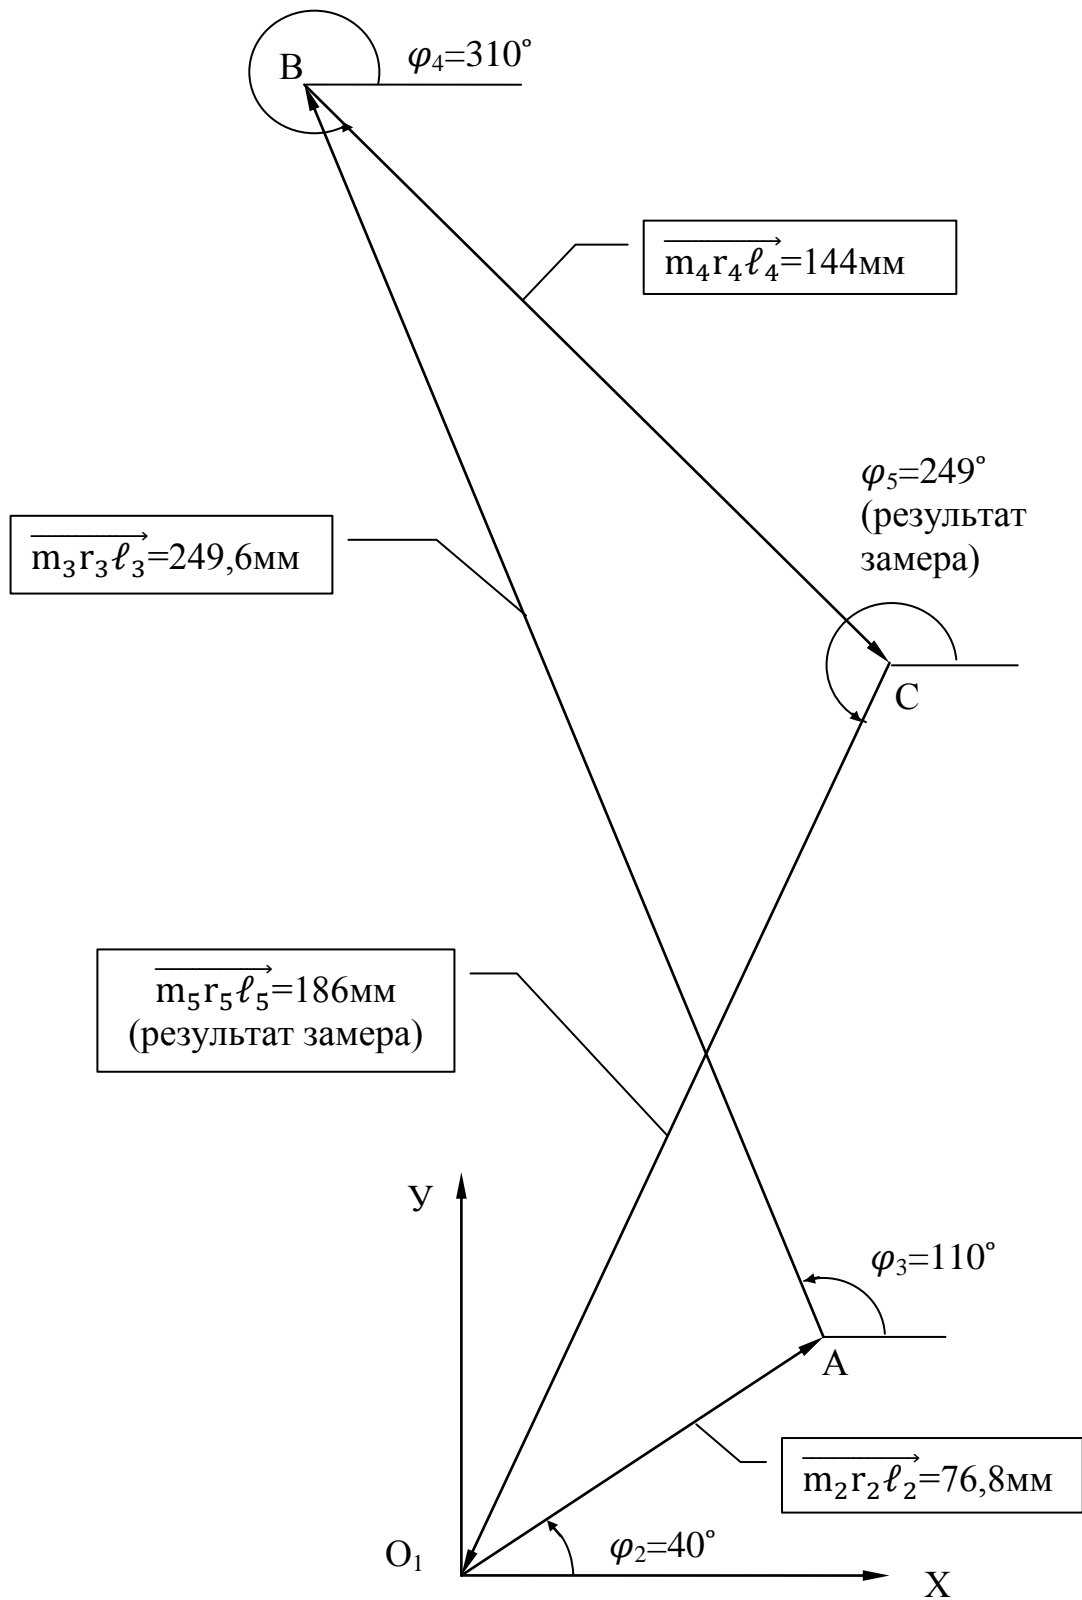 B
φ₄=310°
m₄r₄ℓ₄=144мм
φ₅=249°
(результат
замера)
m₃r₃ℓ₃=249,6мм
C
m₅r₅ℓ₅=186мм
(результат замера)
У
φ₃=110°
A
m₂r₂ℓ₂=76,8мм
O₁
φ₂=40°
X